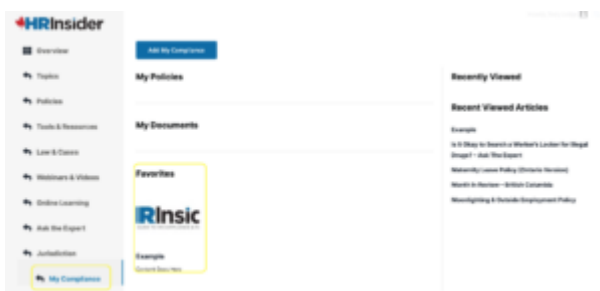 HRInsider
Overview
Topics
Policies
Tools & Resources
Law & Cases
Webinars & Videos
Online Learning
Ask the Expert
Jurisdiction
My Compliance
Add My Compliance
My Policies
My Documents
Favorites
RInsic
Example
Recently Viewed
Recent Viewed Articles
Example
Is It Okay to Search a Worker's Locker for Illegal
Drugs? - Ask The Expert
Maternity Leave Policy (Ontario Version)
Month In Review - British Columbia
Moonlighting & Outside Employment Policy